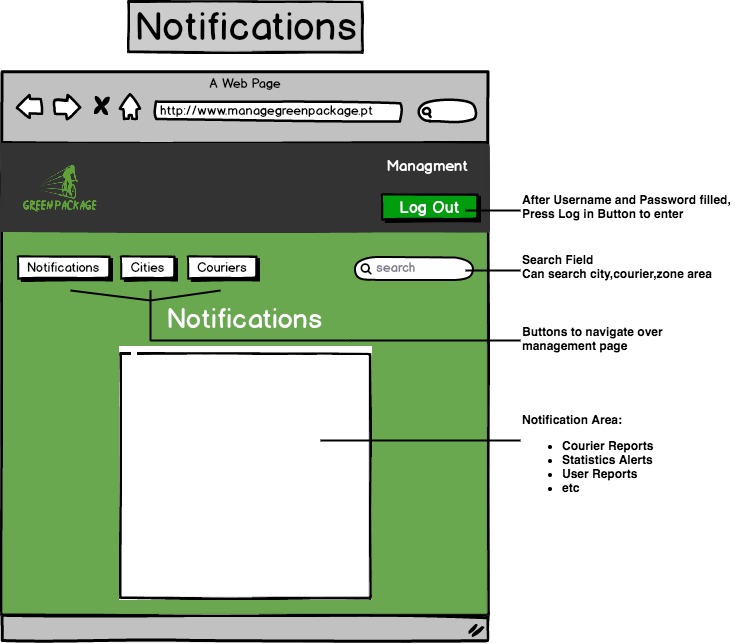 Notifications
A Web Page
http://www.managegreenpackage.pt
Managment
GREENPACKAGE
Log Out
After Username and Password filled,
Press Log in Button to enter
Notifications
Cities
Couriers
search
Search Field
Can search city,courier,zone area
Notifications
Buttons to navigate over
management page
Notification Area:
• Courier Reports
• Statistics Alerts
• User Reports
• etc